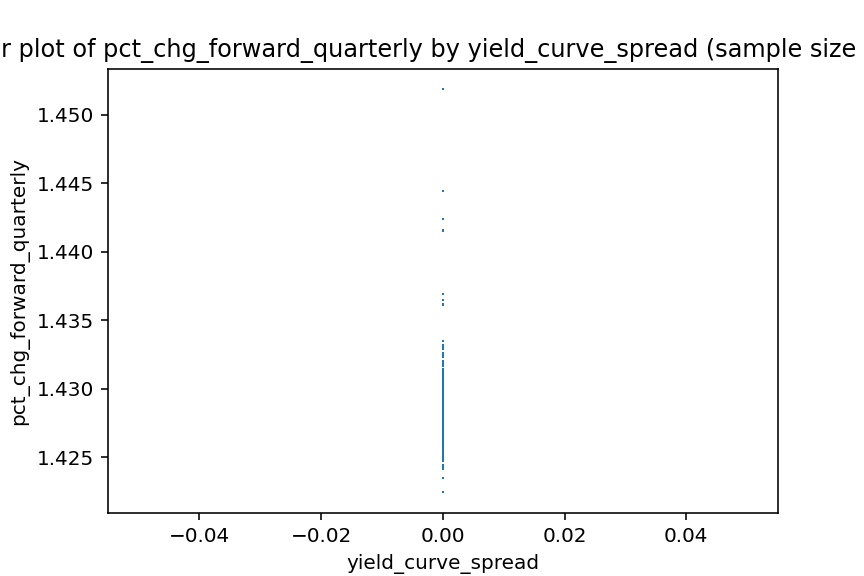 r plot of pct_chg_forward_quarterly by yield_curve_spread (sample size
1.450
1.445
1.440
1.435
1.430
1.425
pct_chg_forward_quarterly
−0.04 −0.02 0.00 0.02 0.04
yield_curve_spread